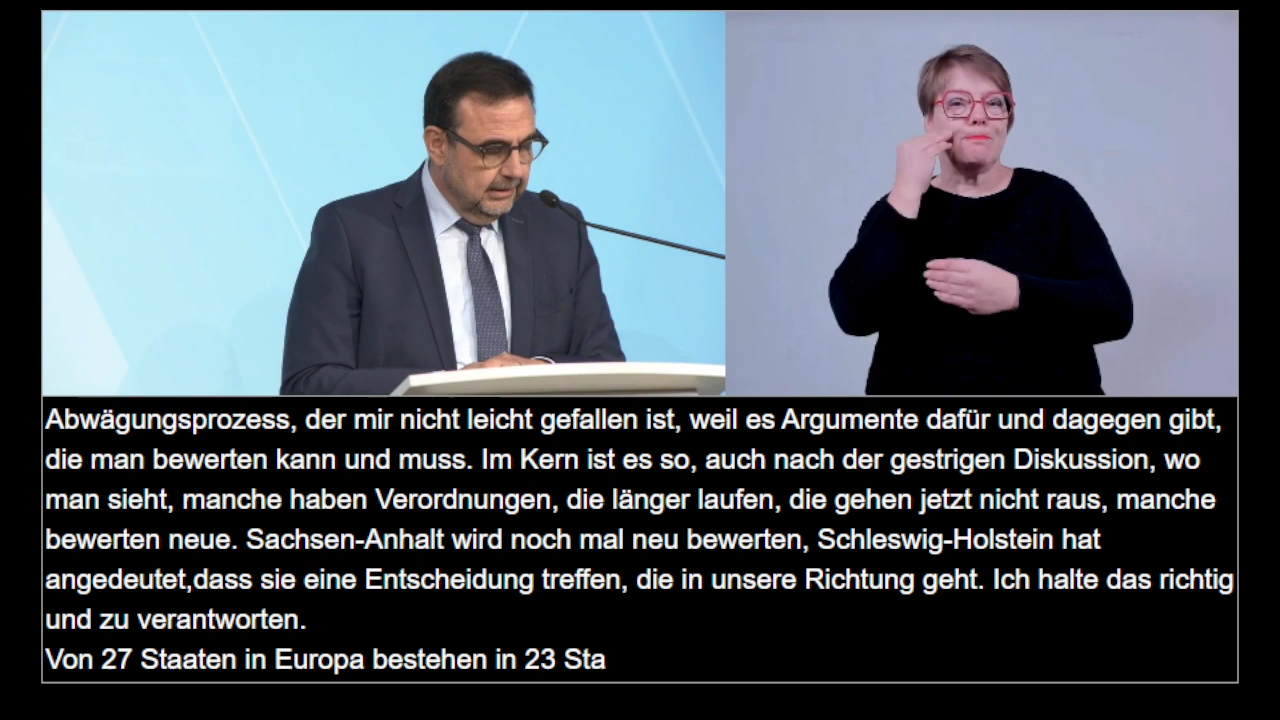 Abwägungsprozess, der mir nicht leicht gefallen ist, weil es Argumente dafür und dagegen gibt,
die man bewerten kann und muss. Im Kern ist es so, auch nach der gestrigen Diskussion, wo
man sieht, manche haben Verordnungen, die länger laufen, die gehen jetzt nicht raus, manche
bewerten neue. Sachsen-Anhalt wird noch mal neu bewerten, Schleswig-Holstein hat
angedeutet,dass sie eine Entscheidung treffen, die in unsere Richtung geht. Ich halte das richtig
und zu verantworten.
Von 27 Staaten in Europa bestehen in 23 Sta